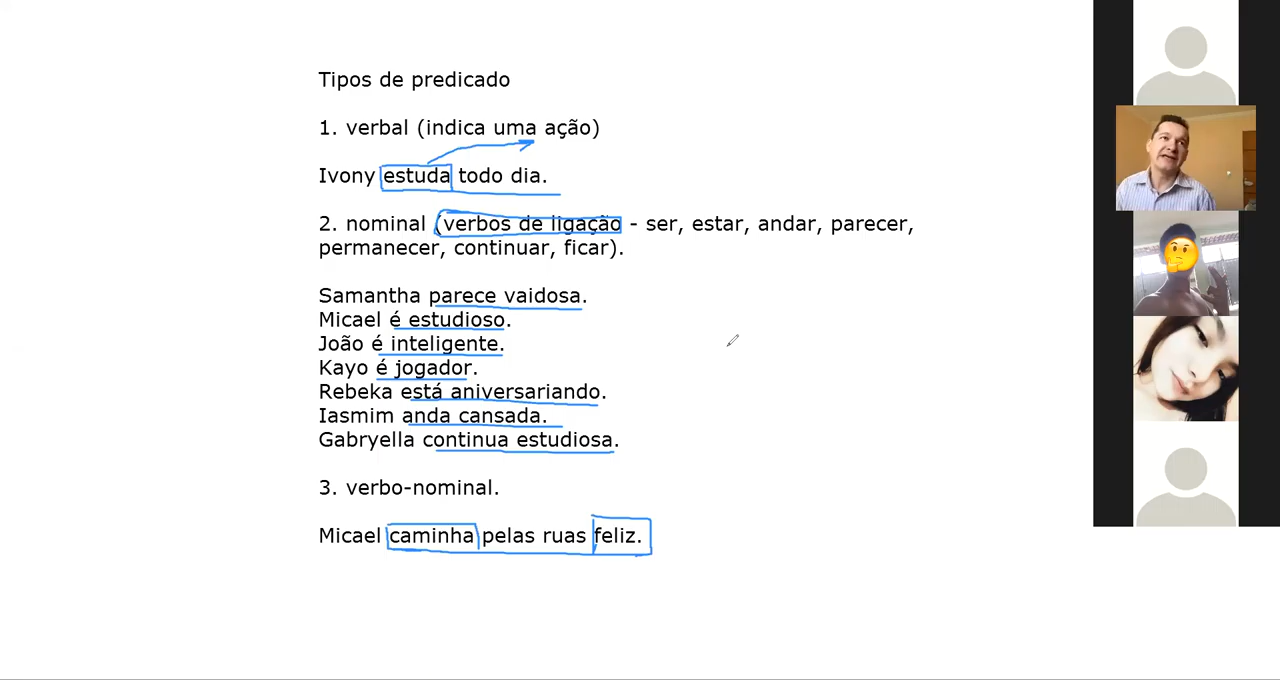 Tipos de predicado
1. verbal (indica uma ação)
Ivony estuda todo dia.
2. nominal (verbos de ligação - ser, estar, andar, parecer,
permanecer, continuar, ficar).
Samantha parece vaidosa.
Micael é estudioso.
João é inteligente.
Kayo é jogador.
Rebeka está aniversariando.
Iasmim anda cansada.
Gabryella continua estudiosa.
3. verbo-nominal.
Micael caminha pelas ruas feliz.